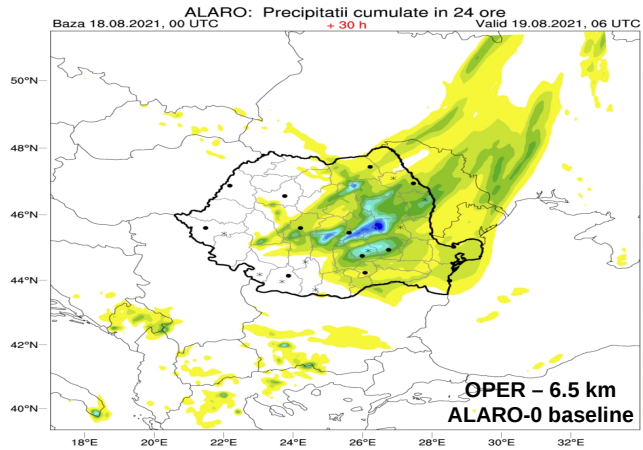 ALARO: Precipitatii cumulate in 24 ore
Baza 18.08.2021, 00 UTC + 30 h Valid 19.08.2021, 06 UTC
50°N
48°N
46°N
44°N
42°N
40°N
OPER – 6.5 km
ALARO-0 baseline
18°E 20°E 22°E 24°E 26°E 28°E 30°E 32°E